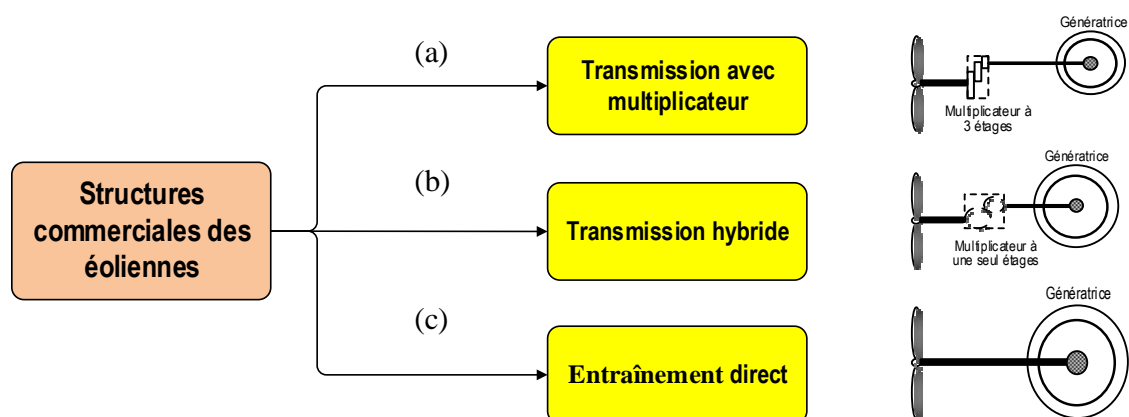 Structures
commerciales des
éoliennes
(a)
Transmission avec
multiplicateur
Génératrice
Multiplicateur à
3 étages
(b)
Transmission hybride
Génératrice
Multiplicateur à
une seul étages
(c)
Entraînement direct
Génératrice